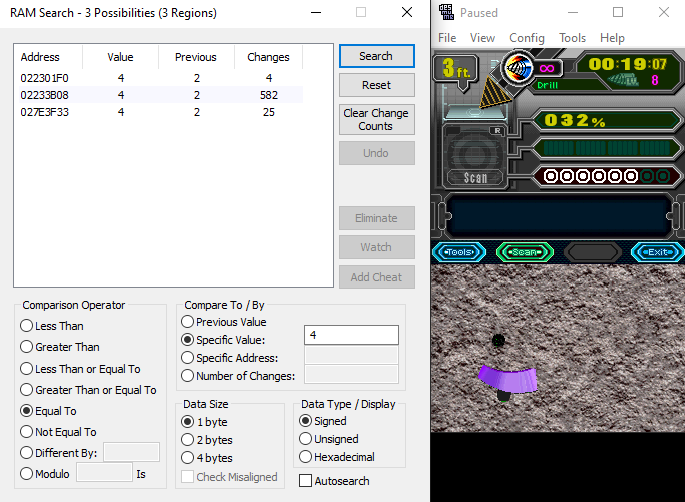 RAM Search - 3 Possibilities (3 Regions)
Address Value Previous Changes
022301F0 4 2 4
02233B08 4 2 582
027E3F33 4 2 25
Search
Reset
Clear Change
Counts
Undo
Eliminate
Watch
Add Cheat
Comparison Operator
Less Than
Greater Than
Less Than or Equal To
Greater Than or Equal To
Equal To
Not Equal To
Different By:
Modulo Is
Compare To / By
Previous Value
Specific Value: 4
Specific Address:
Number of Changes:
Data Size
1 byte
2 bytes
4 bytes
Check Misaligned
Data Type / Display
Signed
Unsigned
Hexadecimal
Autosearch
Paused
File View Config Tools Help
3 ft.
∞
Drill
00:19:07
8
032%
R
Scan
Tools
Scan
Exit